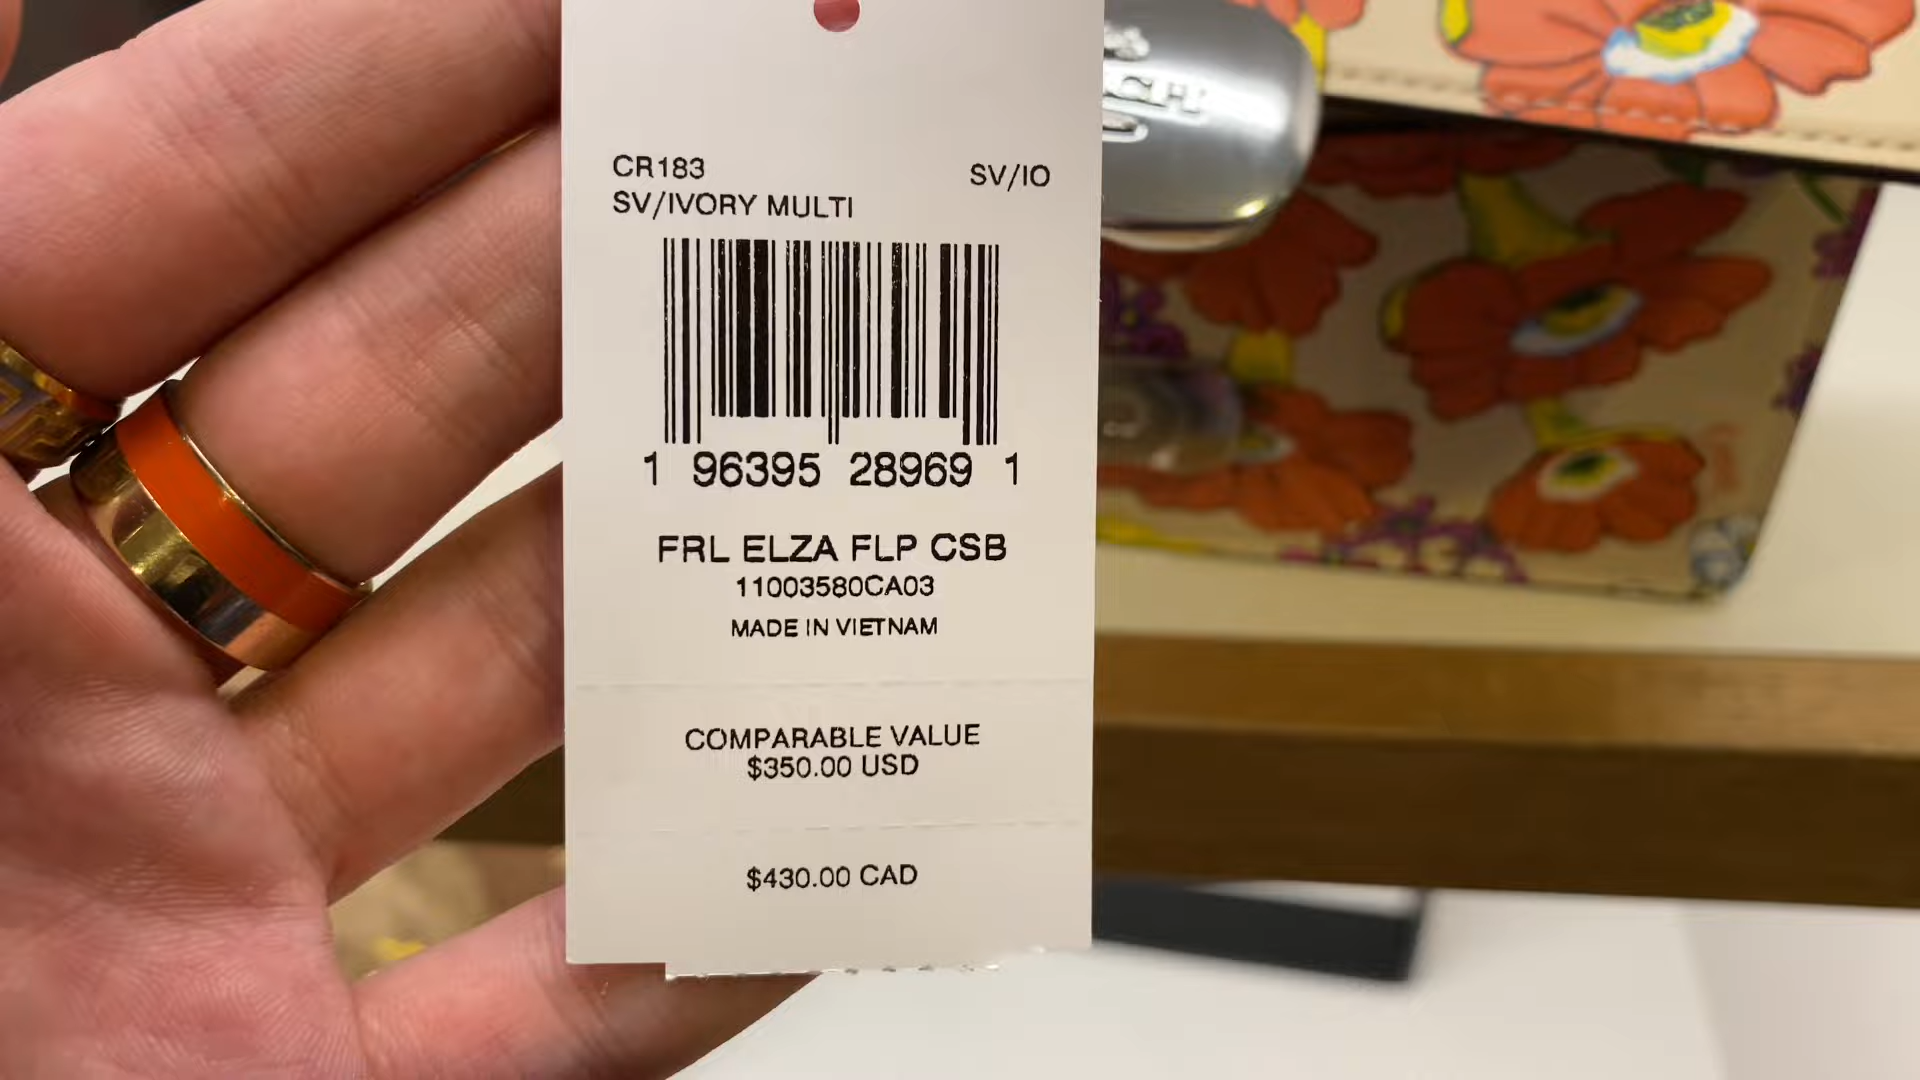 CR183
SV/IO
SV/IVORY MULTI
1 96395 28969 1
FRL ELZA FLP CSB
11003580CA03
MADE IN VIETNAM
COMPARABLE VALUE
$350.00 USD
$430.00 CAD